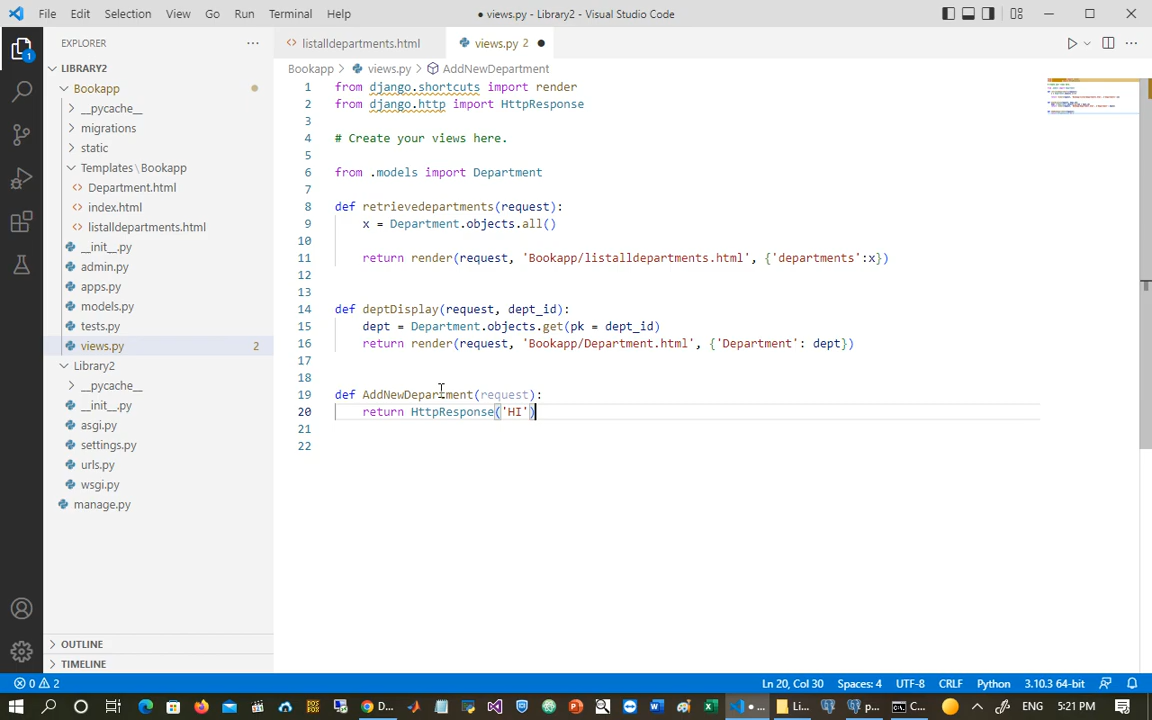 File Edit Selection View Go Run Terminal Help
● views.py - Library2 - Visual Studio Code
EXPLORER
listalldepartments.html
views.py 2
LIBRARY2
Bookapp
__pycache__
migrations
static
Templates\Bookapp
Department.html
index.html
listalldepartments.html
__init__.py
admin.py
apps.py
models.py
tests.py
views.py 2
Library2
__pycache__
__init__.py
asgi.py
settings.py
urls.py
wsgi.py
manage.py
OUTLINE
TIMELINE
1
Bookapp > views.py > AddNewDepartment
1 from django.shortcuts import render
2 from django.http import HttpResponse
3
4 # Create your views here.
5
6 from .models import Department
7
8 def retrievedepartments(request):
9 x = Department.objects.all()
10
11 return render(request, 'Bookapp/listalldepartments.html', {'departments':x})
12
13
14 def deptDisplay(request, dept_id):
15 dept = Department.objects.get(pk = dept_id)
16 return render(request, 'Bookapp/Department.html', {'Department': dept})
17
18
19 def AddNewDepartment(request):
20 return HttpResponse('HI')
21
22
0 2
Ln 20, Col 30 Spaces: 4 UTF-8 CRLF Python 3.10.3 64-bit
D...
...
Li...
p...
C...
ENG 5:21 PM